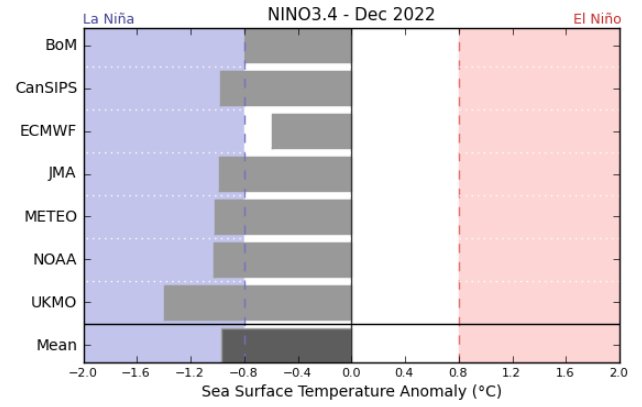 NINO3.4 - Dec 2022
La Niña
El Niño
BoM
CanSIPS
ECMWF
JMA
METEO
NOAA
UKMO
Mean
−2.0 −1.6 −1.2 −0.8 −0.4 0.0 0.4 0.8 1.2 1.6 2.0
Sea Surface Temperature Anomaly (°C)